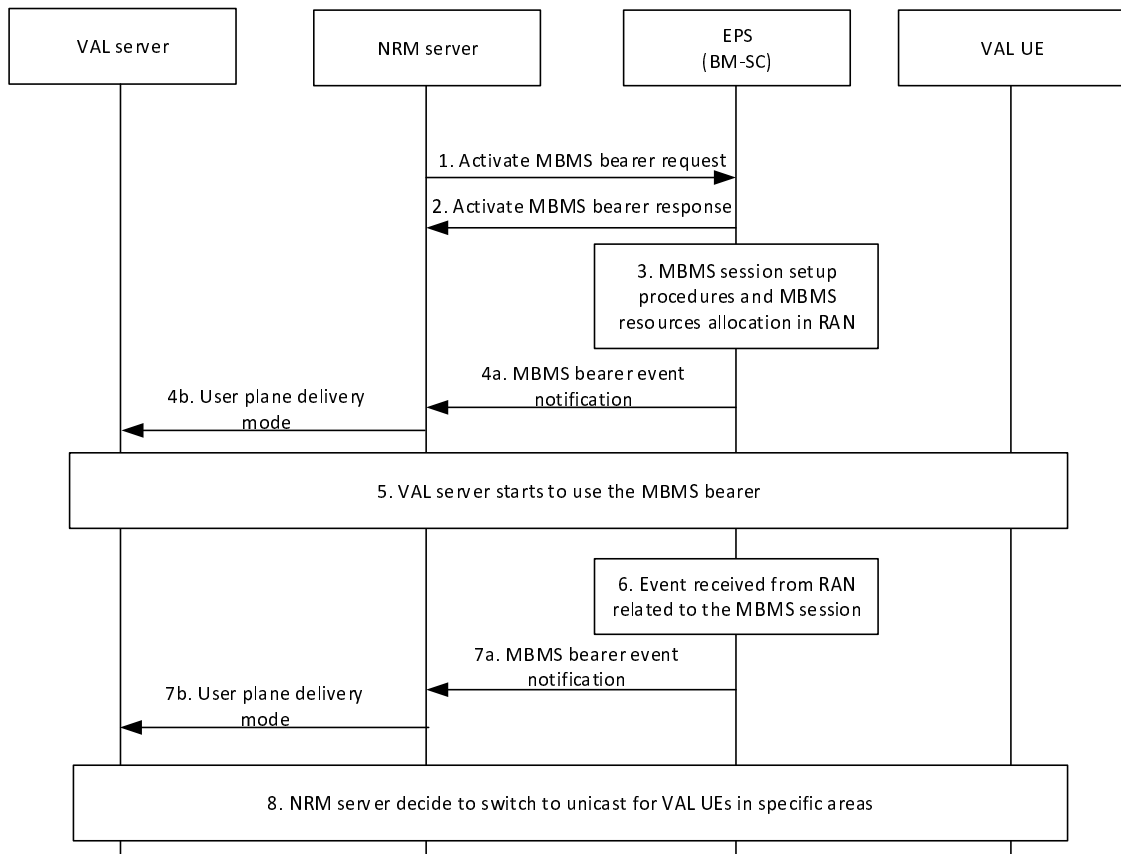 VAL server
NRM server
EPS
(BM-SC)
VAL UE
1. Activate MBMS bearer request
2. Activate MBMS bearer response
3. MBMS session setup
procedures and MBMS
resources allocation in RAN
4a. MBMS bearer event
notification
4b. User plane delivery
mode
5. VAL server starts to use the MBMS bearer
6. Event received from RAN
related to the MBMS session
7a. MBMS bearer event
notification
7b. User plane delivery
mode
8. NRM server decide to switch to unicast for VAL UEs in specific areas